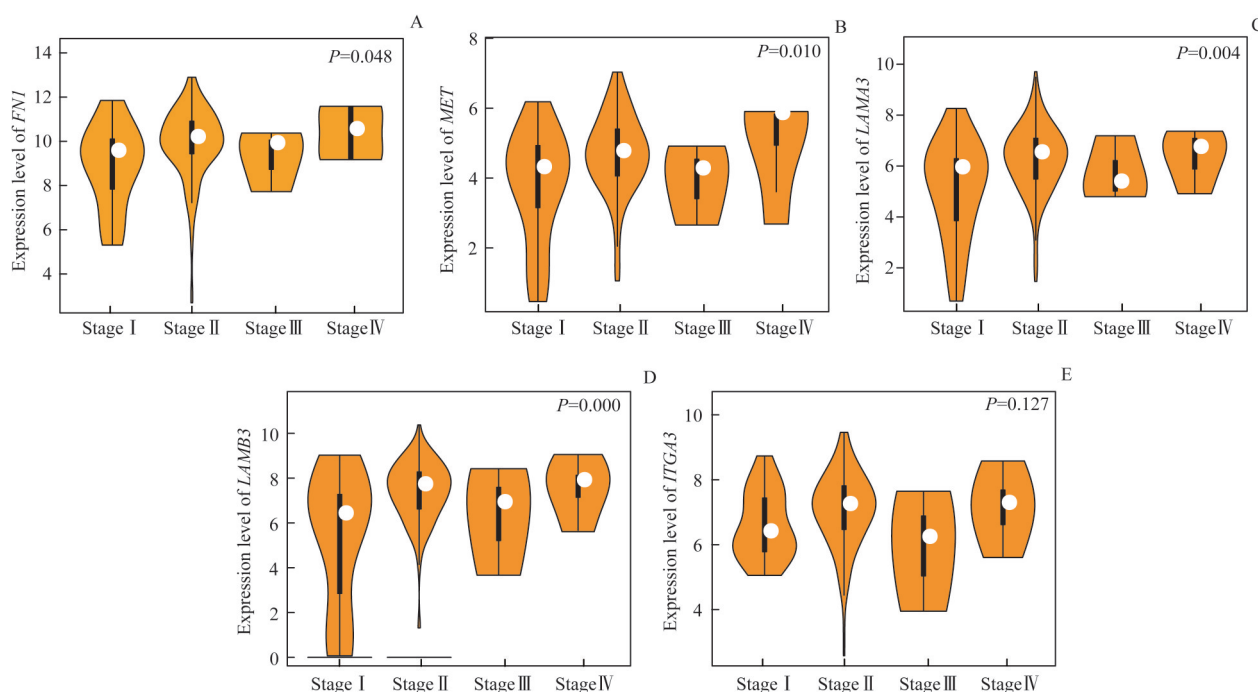 A
P=0.048
Expression level of FN1
14
12
10
8
6
4
Stage Ⅰ
Stage Ⅱ
Stage Ⅲ
Stage Ⅳ
B
P=0.010
Expression level of MET
8
6
4
2
Stage Ⅰ
Stage Ⅱ
Stage Ⅲ
Stage Ⅳ
C
P=0.004
Expression level of LAMA3
10
8
6
4
2
Stage Ⅰ
Stage Ⅱ
Stage Ⅲ
Stage Ⅳ
D
P=0.000
Expression level of LAMB3
10
8
6
4
2
0
Stage Ⅰ
Stage Ⅱ
Stage Ⅲ
Stage Ⅳ
E
P=0.127
Expression level of ITGA3
10
8
6
4
Stage Ⅰ
Stage Ⅱ
Stage Ⅲ
Stage Ⅳ